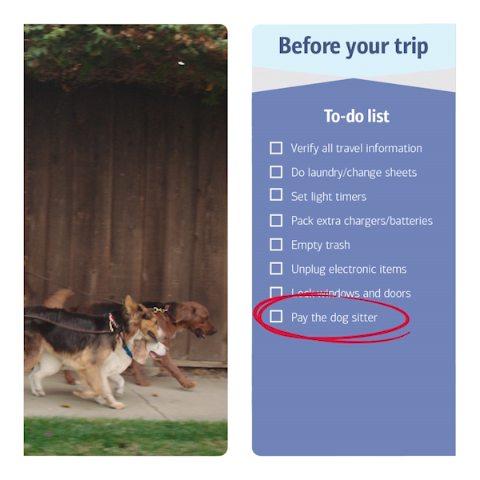 Before your trip
To-do list
Verify all travel information
Do laundry/change sheets
Set light timers
Pack extra chargers/batteries
Empty trash
Unplug electronic items
Lock windows and doors
Pay the dog sitter